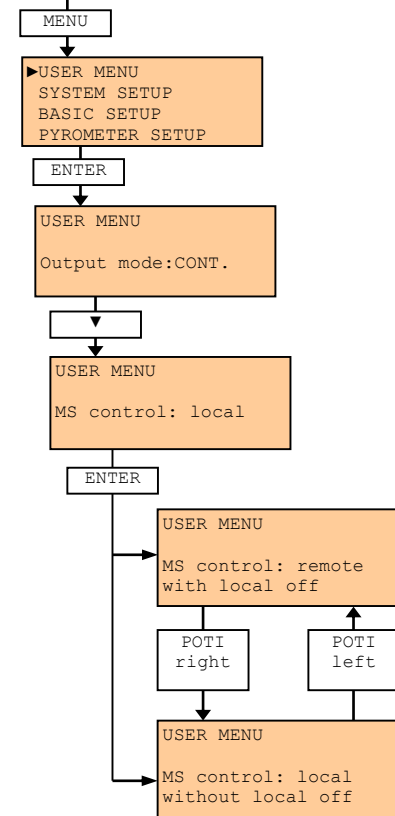 MENU
►USER MENU
SYSTEM SETUP
BASIC SETUP
PYROMETER SETUP
ENTER
USER MENU
Output mode:CONT.
▼
USER MENU
MS control: local
ENTER
USER MENU
MS control: remote
with local off
POTI
right
POTI
left
USER MENU
MS control: local
without local off